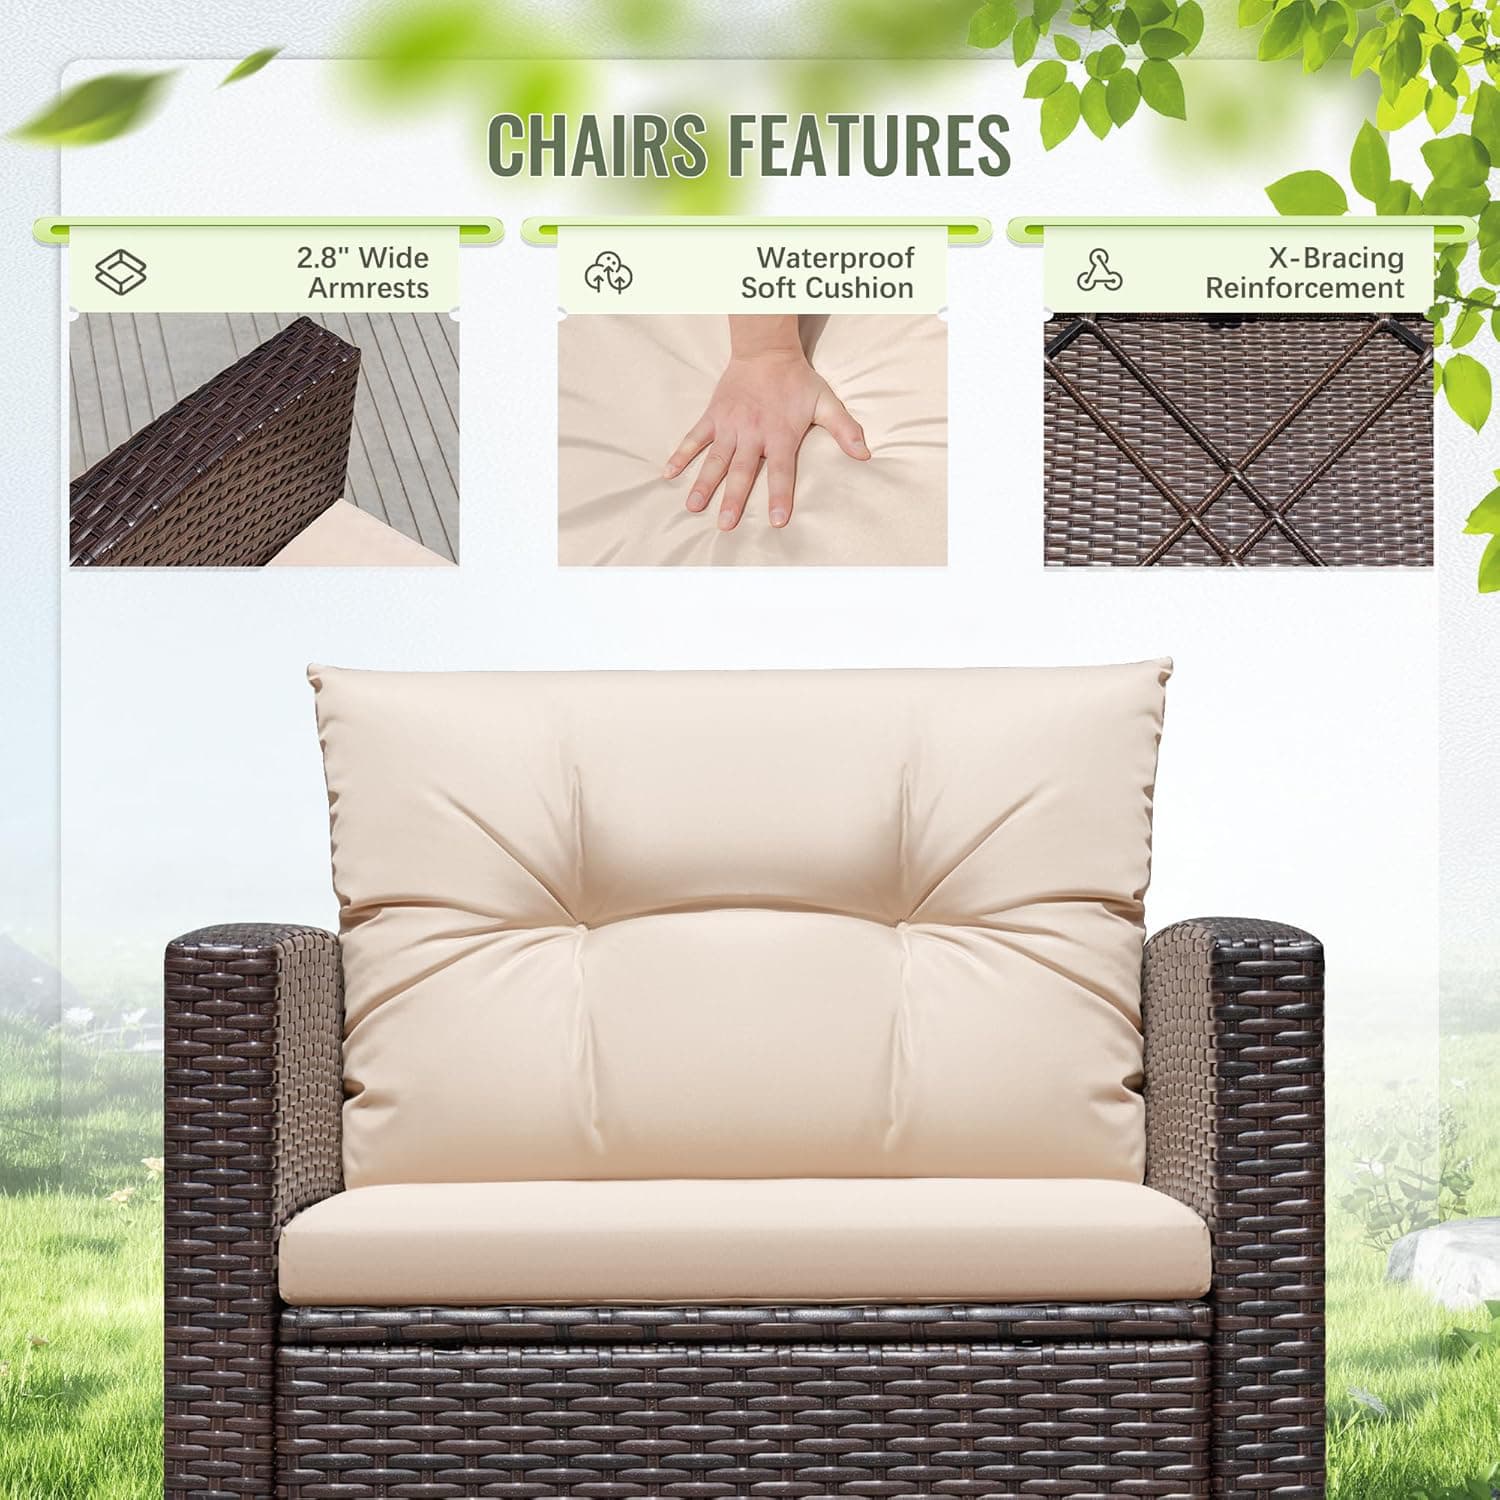 CHAIRS FEATURES
2.8" Wide
Armrests
Waterproof
Soft Cushion
X-Bracing
Reinforcement